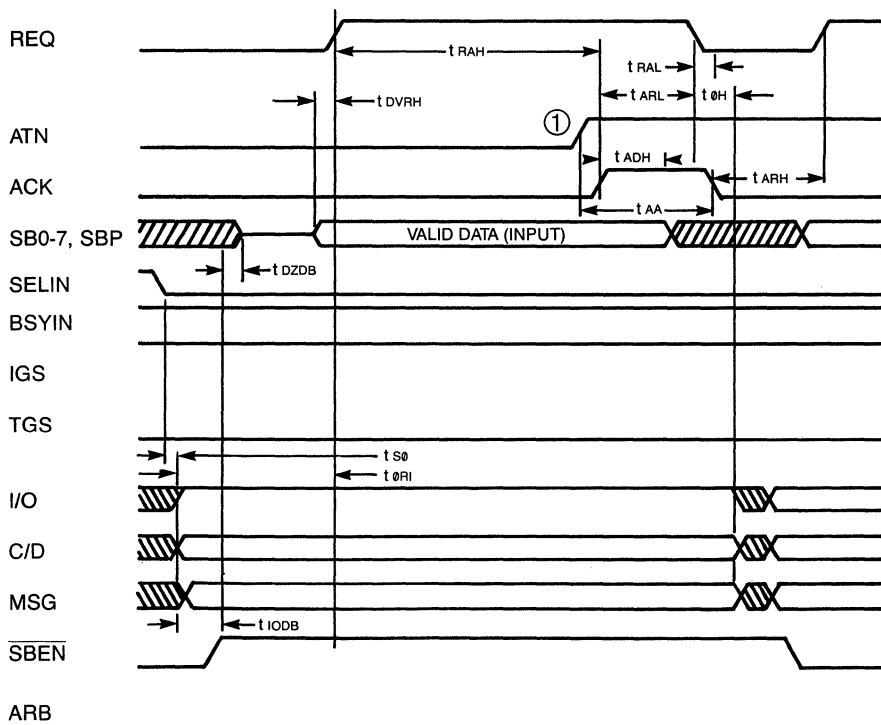 REQ
t RAH
t RAL
t ARL
t ØH
t DVRH
ATN
①
t ADH
ACK
t ARH
t AA
SB0-7, SBP
VALID DATA (INPUT)
t DZDB
SELIN
BSYIN
IGS
TGS
t SØ
t ØRI
I/O
C/D
MSG
t IODB
SBEN
ARB